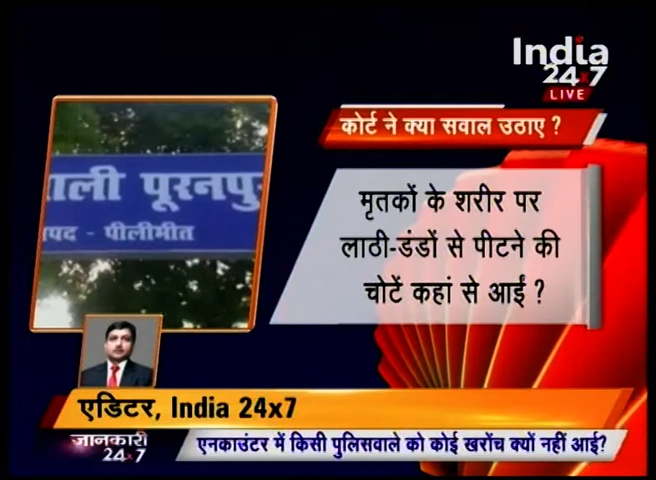 India
24x7
LIVE
कोर्ट ने क्या सवाल उठाए ?
ाली पूरनपु
पद - पीलीभीत
मृतकों के शरीर पर
लाठी-डंडों से पीटने की
चोटें कहां से आईं ?
एडिटर, India 24x7
जानकारी
24x7
एनकाउंटर में किसी पुलिसवाले को कोई खरोंच क्यों नहीं आई?